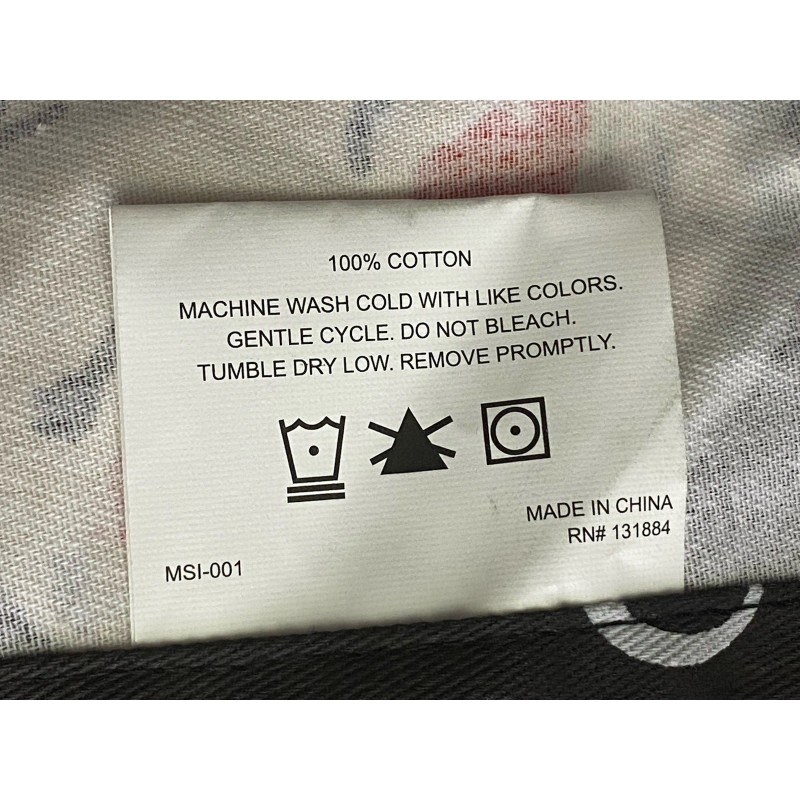 100% COTTON
MACHINE WASH COLD WITH LIKE COLORS.
GENTLE CYCLE. DO NOT BLEACH.
TUMBLE DRY LOW. REMOVE PROMPTLY.
MADE IN CHINA
RN# 131884
MSI-001